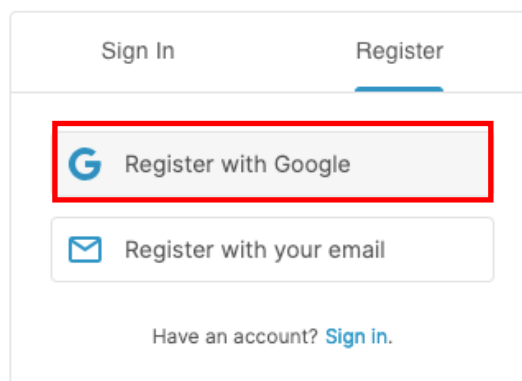 Sign In
Register
Register with Google
Register with your email
Have an account? Sign in.